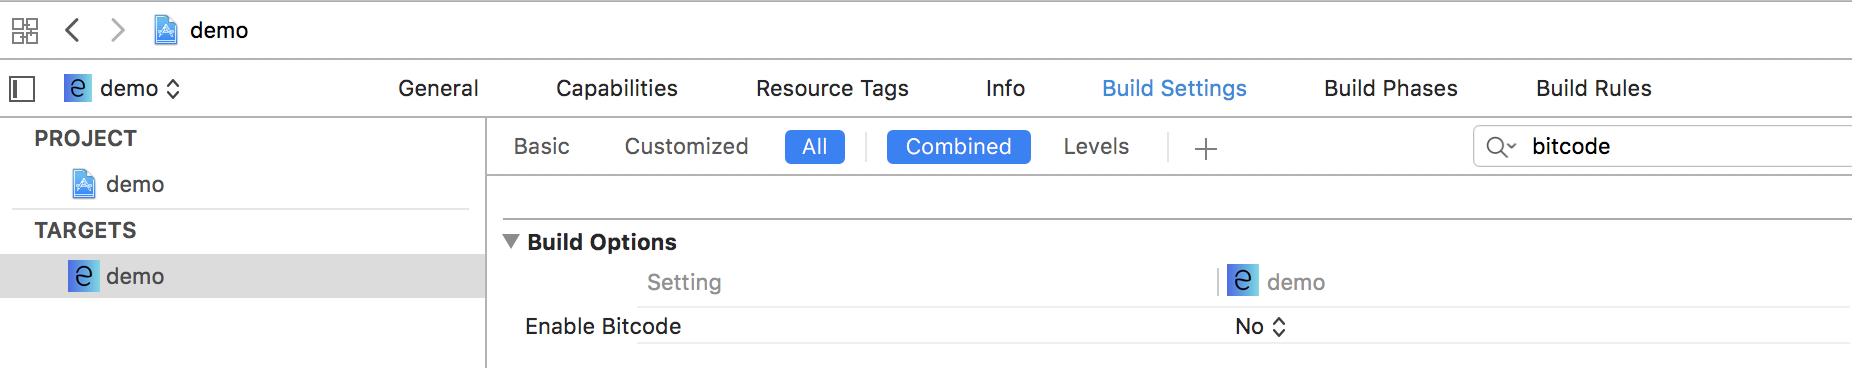 demo
demo General Capabilities Resource Tags Info Build Settings Build Phases Build Rules
PROJECT
demo
TARGETS
demo
Basic Customized All Combined Levels + bitcode
Build Options
Setting demo
Enable Bitcode No